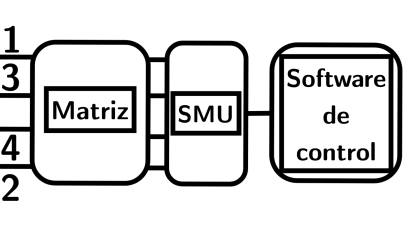 1
3
4
2
Matriz
SMU
Software
de
control